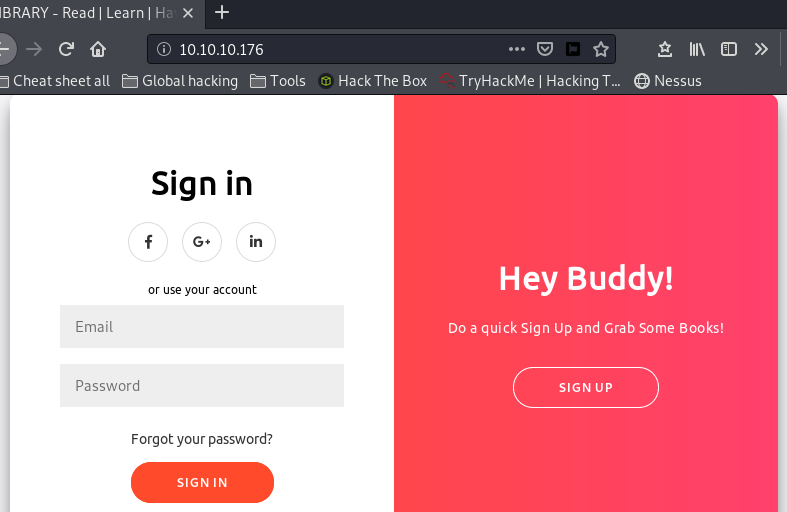 IBRARY - Read | Learn | Ha
10.10.10.176
Cheat sheet all Global hacking Tools Hack The Box TryHackMe | Hacking T... Nessus
Sign in
G+
in
or use your account
Email
Password
Forgot your password?
SIGN IN
Hey Buddy!
Do a quick Sign Up and Grab Some Books!
SIGN UP